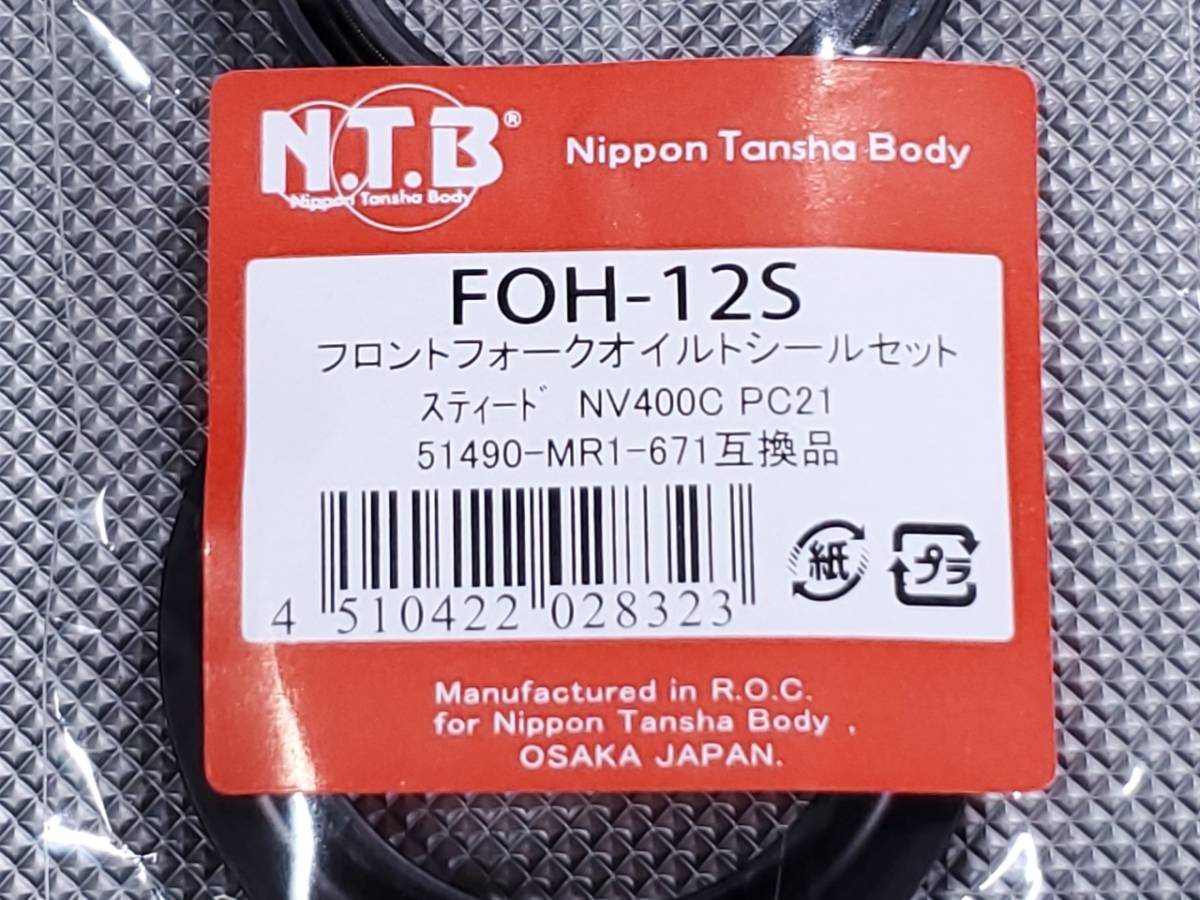 N.T.B®
Nippon Tansha Body
Nippon Tansha Body
FOH-12S
フロントフォークオイルトシールセット
スティード NV400C PC21
51490-MR1-671互換品
4 510422 028323
紙
プラ
Manufactured in R.O.C.
for Nippon Tansha Body ,
OSAKA JAPAN.